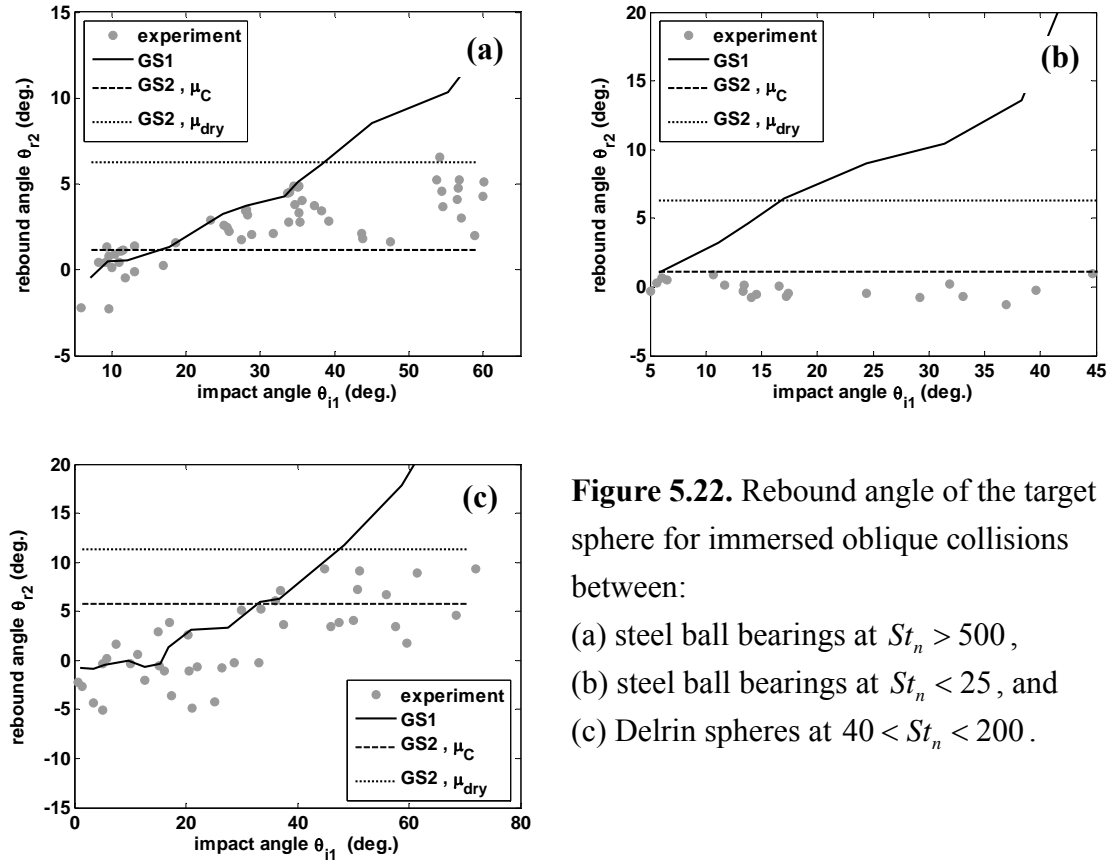 15
10
5
0
-5
10
20
30
40
50
60
rebound angle θr2 (deg.)
impact angle θi1 (deg.)
experiment
GS1
GS2 , μC
GS2 , μdry
(a)
20
15
10
5
0
-5
5
10
15
20
25
30
35
40
45
rebound angle θr2 (deg.)
impact angle θi1 (deg.)
experiment
GS1
GS2 , μC
GS2 , μdry
(b)
20
15
10
5
0
-5
-10
-15
0
20
40
60
80
rebound angle θr2 (deg.)
impact angle θi1 (deg.)
(c)
experiment
GS1
GS2 , μC
GS2 , μdry
Figure 5.22. Rebound angle of the target
sphere for immersed oblique collisions
between:
(a) steel ball bearings at Stn > 500 ,
(b) steel ball bearings at Stn < 25 , and
(c) Delrin spheres at 40 < Stn < 200 .